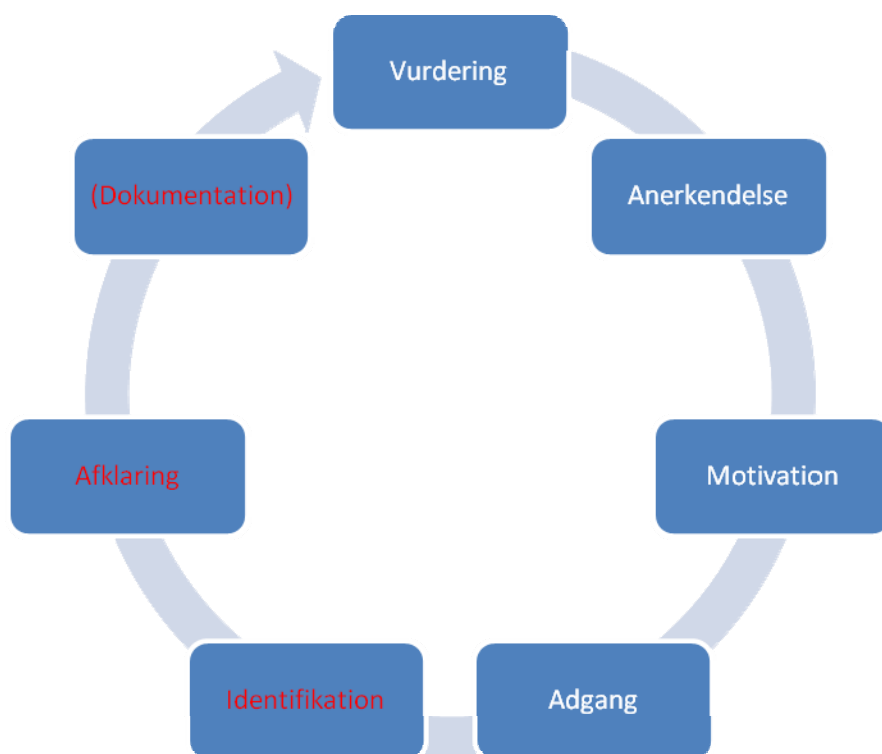 Vurdering
Anerkendelse
Motivation
Adgang
Identifikation
Afklaring
(Dokumentation)